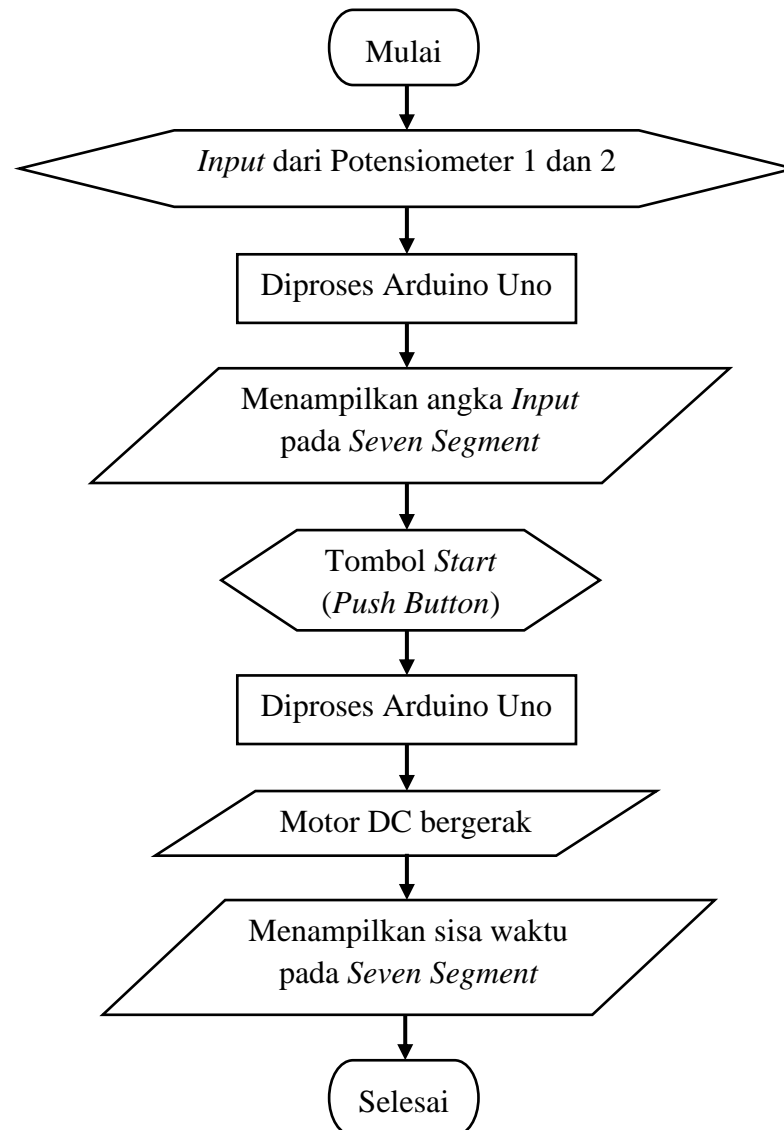 Mulai
Input dari Potensiometer 1 dan 2
Diproses Arduino Uno
Menampilkan angka Input
pada Seven Segment
Tombol Start
(Push Button)
Diproses Arduino Uno
Motor DC bergerak
Menampilkan sisa waktu
pada Seven Segment
Selesai